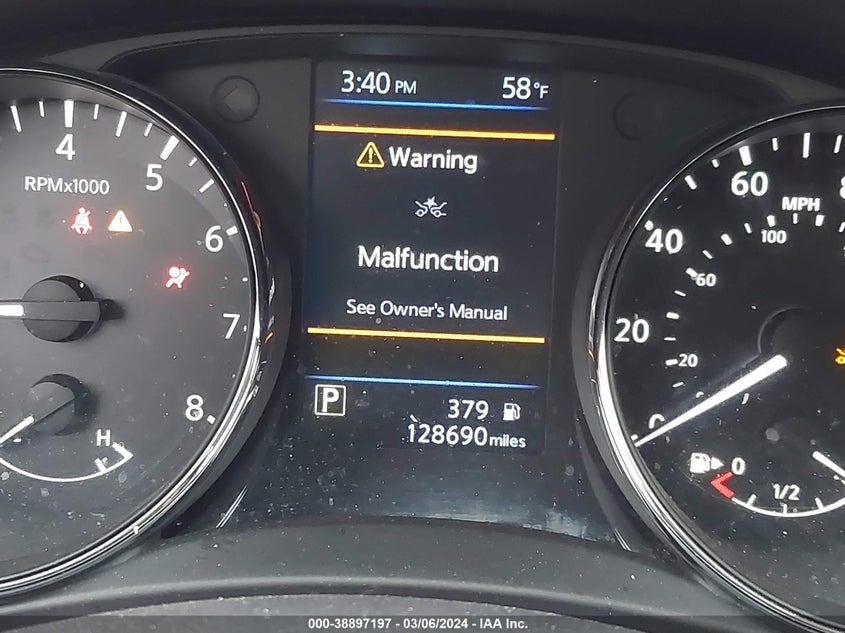 3:40 PM 58°F
Warning
Malfunction
See Owner's Manual
P
379
128690 miles
4
5
6
7
8
RPMx1000
H
0
20
40
60
MPH
20
60
100
0
1/2
000-38897197 - 03/06/2024 - IAA Inc.